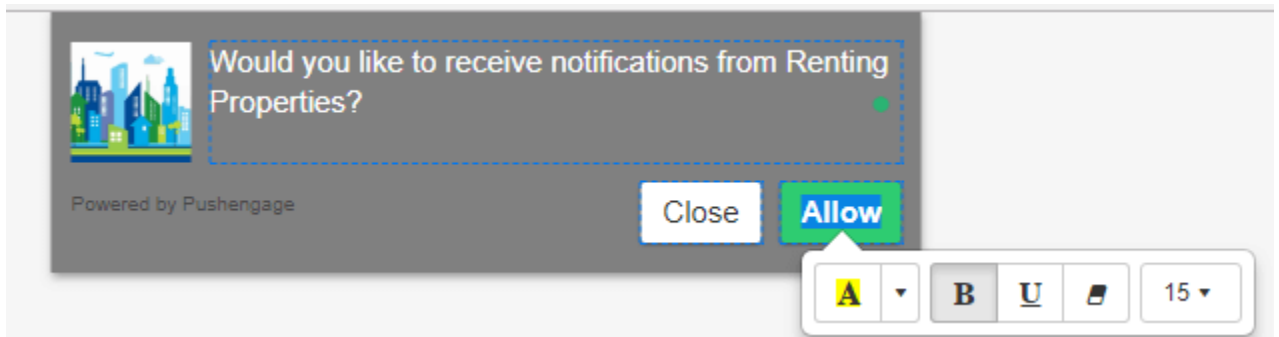 Would you like to receive notifications from Renting
Properties?
Powered by Pushengage
Close
Allow
A
B
U
15